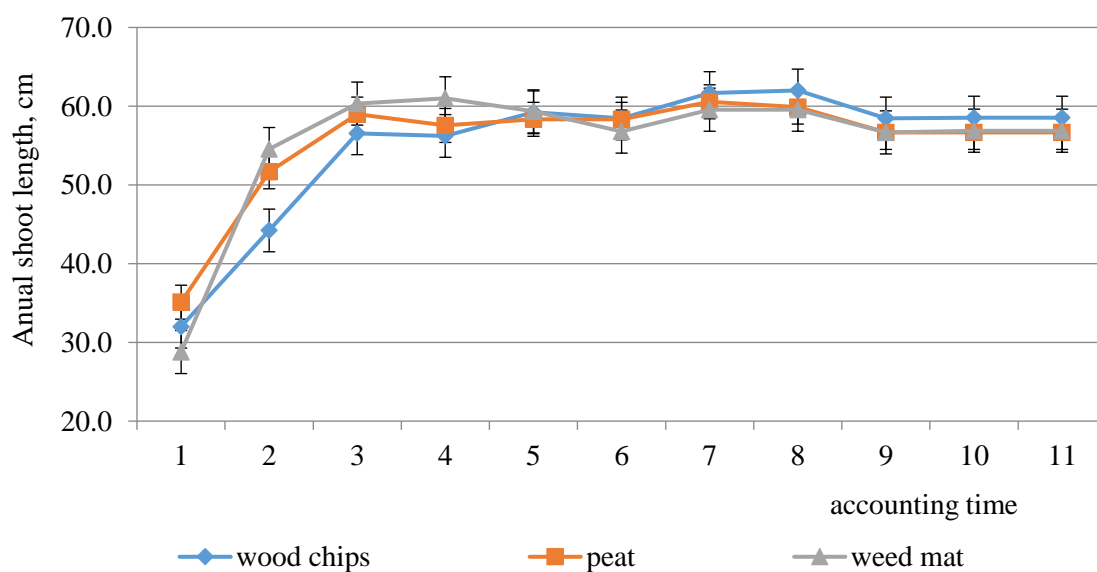 70.0
60.0
50.0
40.0
30.0
20.0
Anual shoot length, cm
1 2 3 4 5 6 7 8 9 10 11
accounting time
wood chips peat weed mat